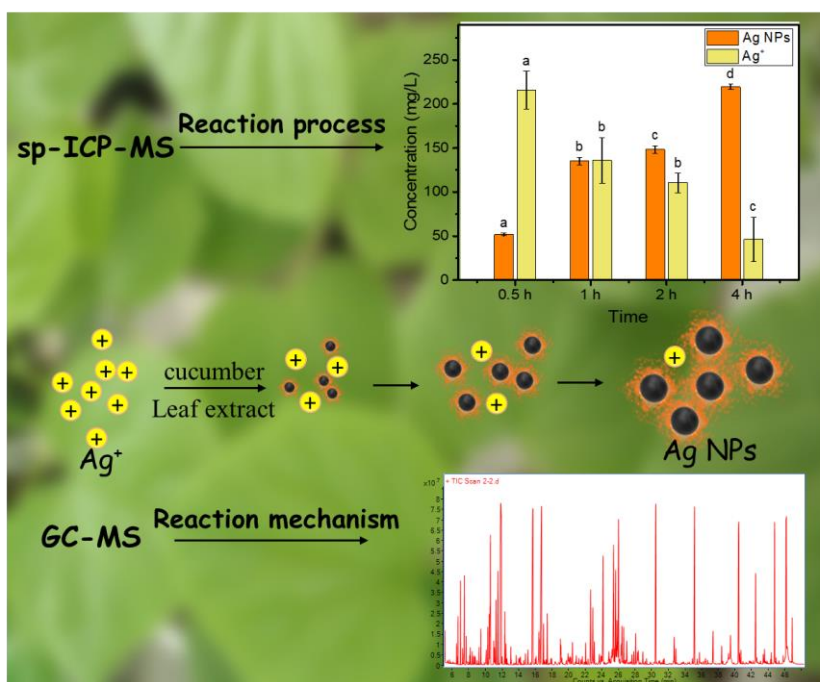 Ag NPs
Ag⁺
a
a
b
b
c
b
d
c
250
200
150
100
50
0
Concentration (mg/L)
0.5 h 1 h 2 h 4 h
Time
sp-ICP-MS
Reaction process
+ + + + + + + + +
cucumber
Leaf extract
+ + +
+ +
+
Ag⁺
Ag NPs
GC-MS
Reaction mechanism
x10⁷
+ TIC Scan 2-2.d
8
7.5
7
6.5
6
5.5
5
4.5
4
3.5
3
2.5
2
1.5
1
0.5
0
6 8 10 12 14 16 18 20 22 24 26 28 30 32 34 36 38 40 42 44 46